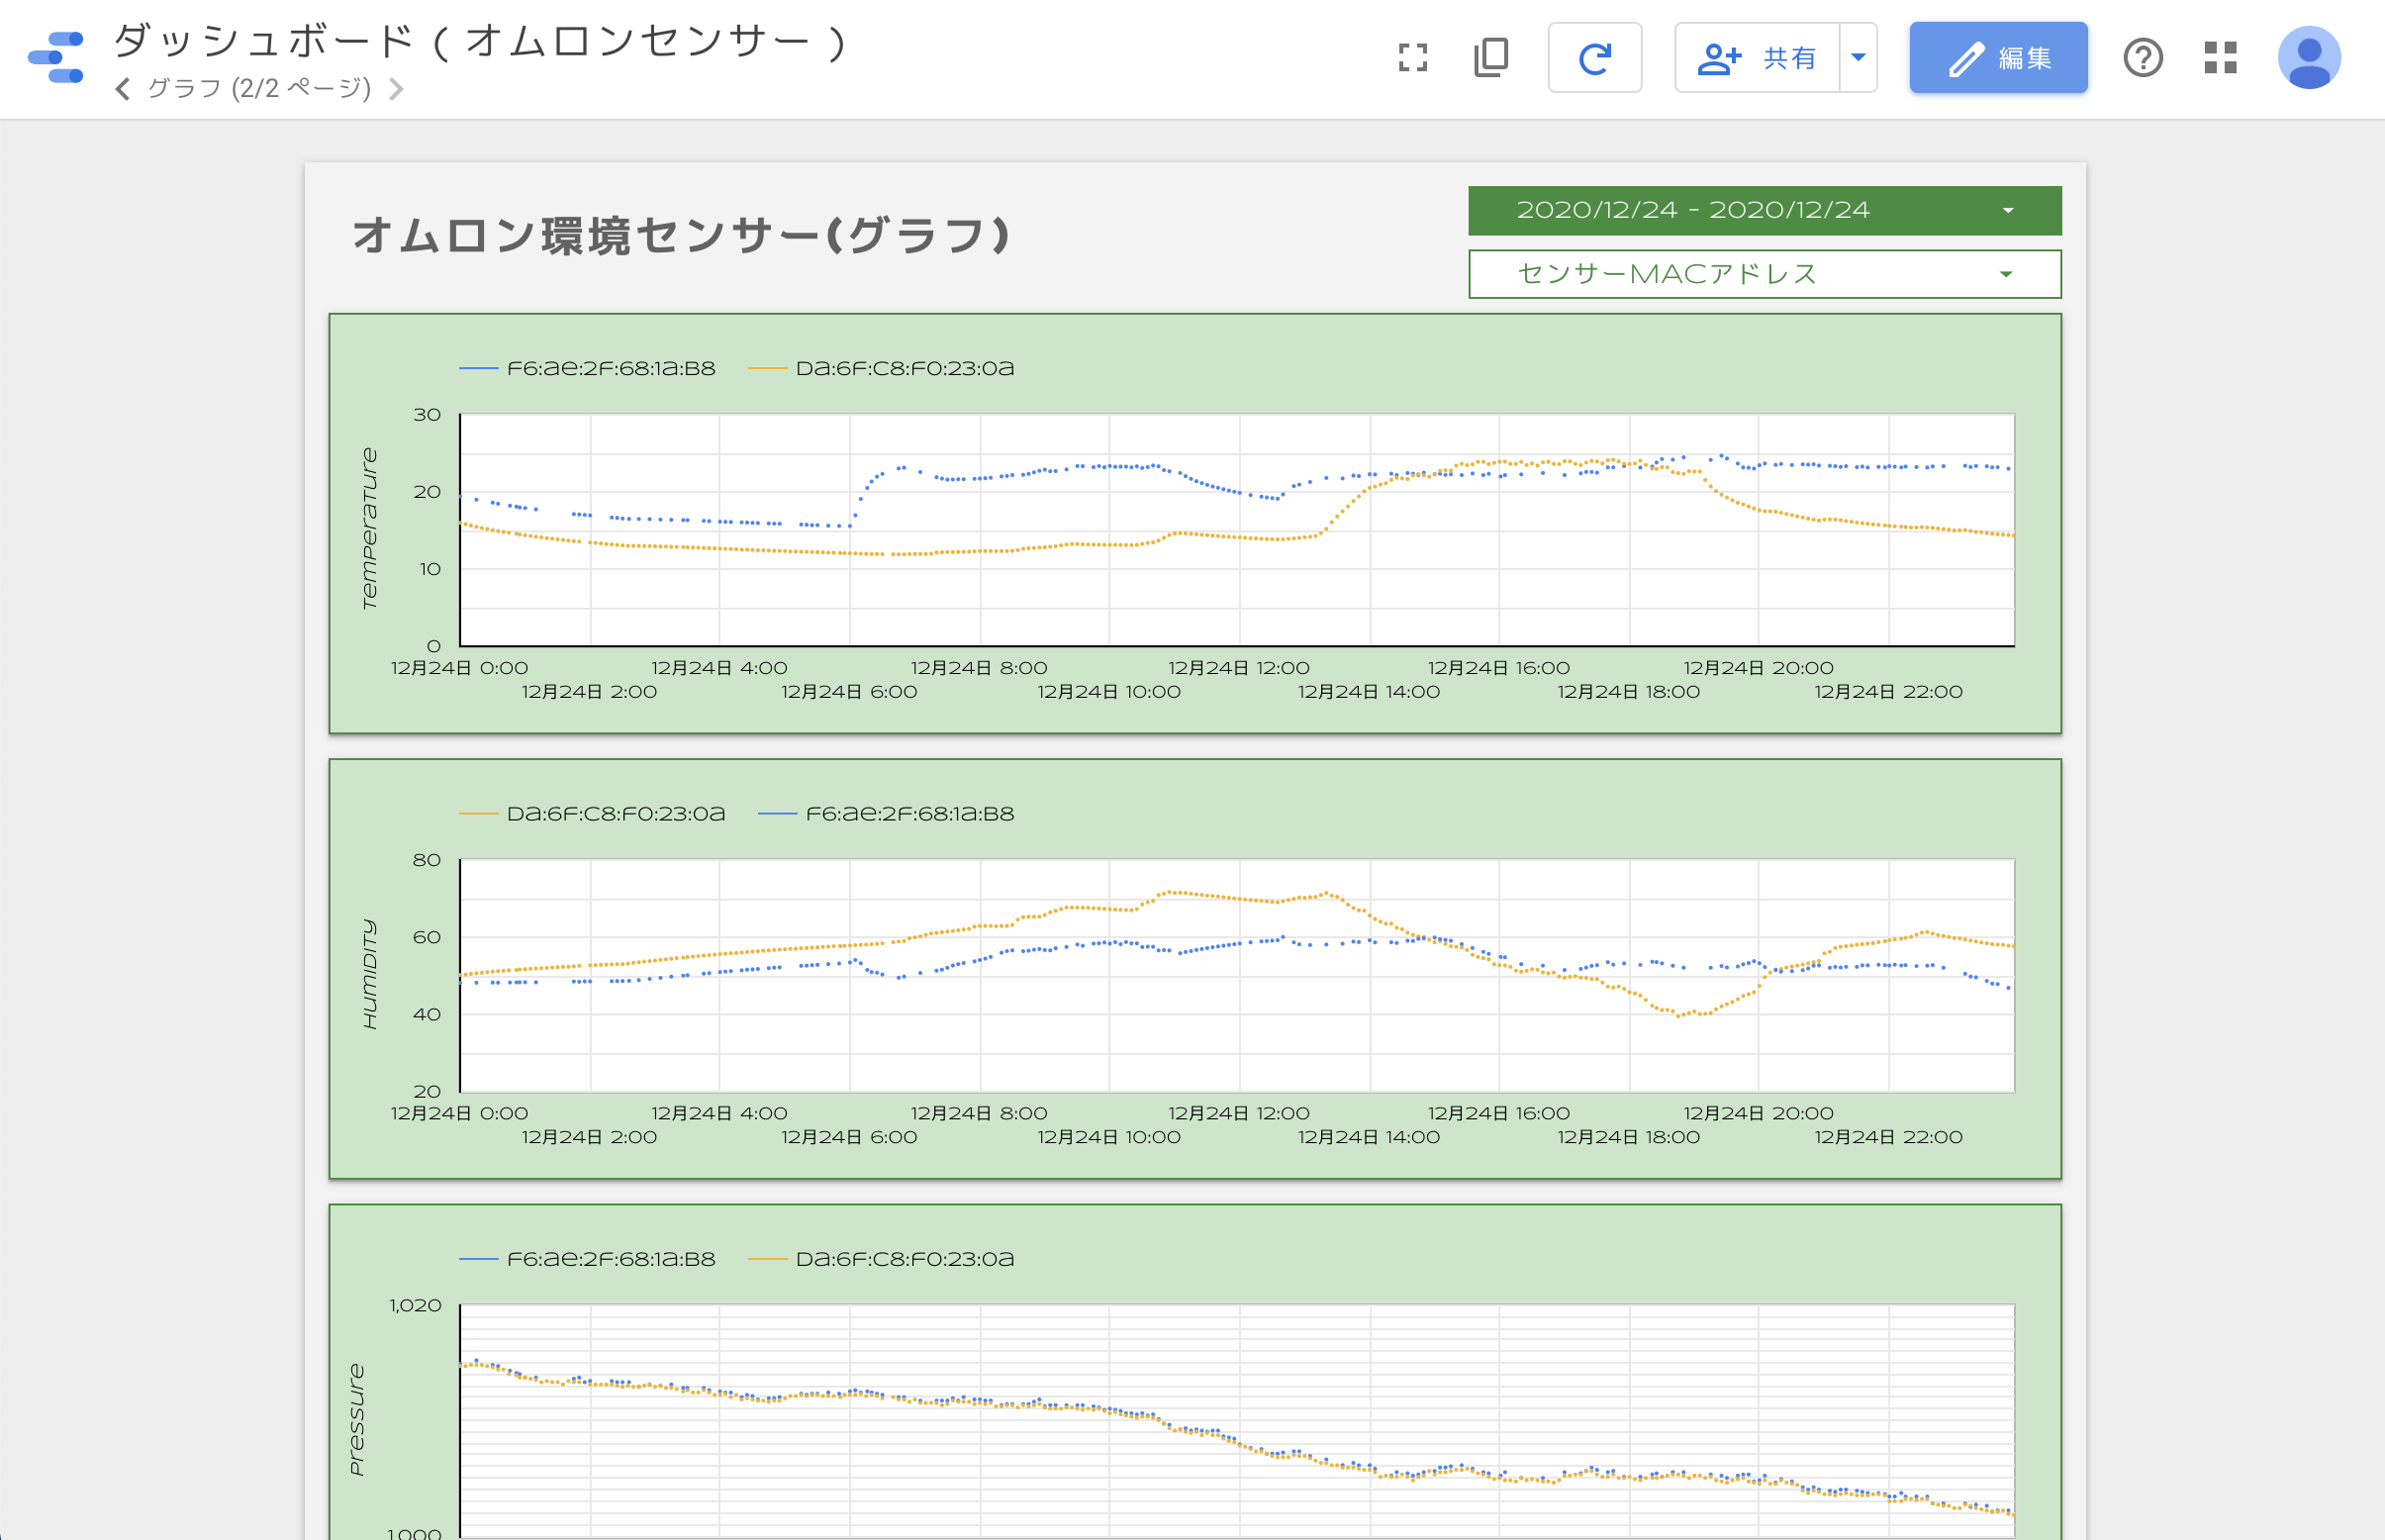 ダッシュボード ( オムロンセンサー )
グラフ (2/2 ページ)
共有
編集
オムロン環境センサー(グラフ)
2020/12/24 - 2020/12/24
センサーMACアドレス
F6:ae:2F:68:1a:B8 Da:6F:C8:F0:23:0a
Temperature
30
20
10
0
12月24日 0:00 12月24日 4:00 12月24日 8:00 12月24日 12:00 12月24日 16:00 12月24日 20:00
12月24日 2:00 12月24日 6:00 12月24日 10:00 12月24日 14:00 12月24日 18:00 12月24日 22:00
Da:6F:C8:F0:23:0a F6:ae:2F:68:1a:B8
Humidity
80
60
40
20
12月24日 0:00 12月24日 4:00 12月24日 8:00 12月24日 12:00 12月24日 16:00 12月24日 20:00
12月24日 2:00 12月24日 6:00 12月24日 10:00 12月24日 14:00 12月24日 18:00 12月24日 22:00
F6:ae:2F:68:1a:B8 Da:6F:C8:F0:23:0a
Pressure
1,020
1,000